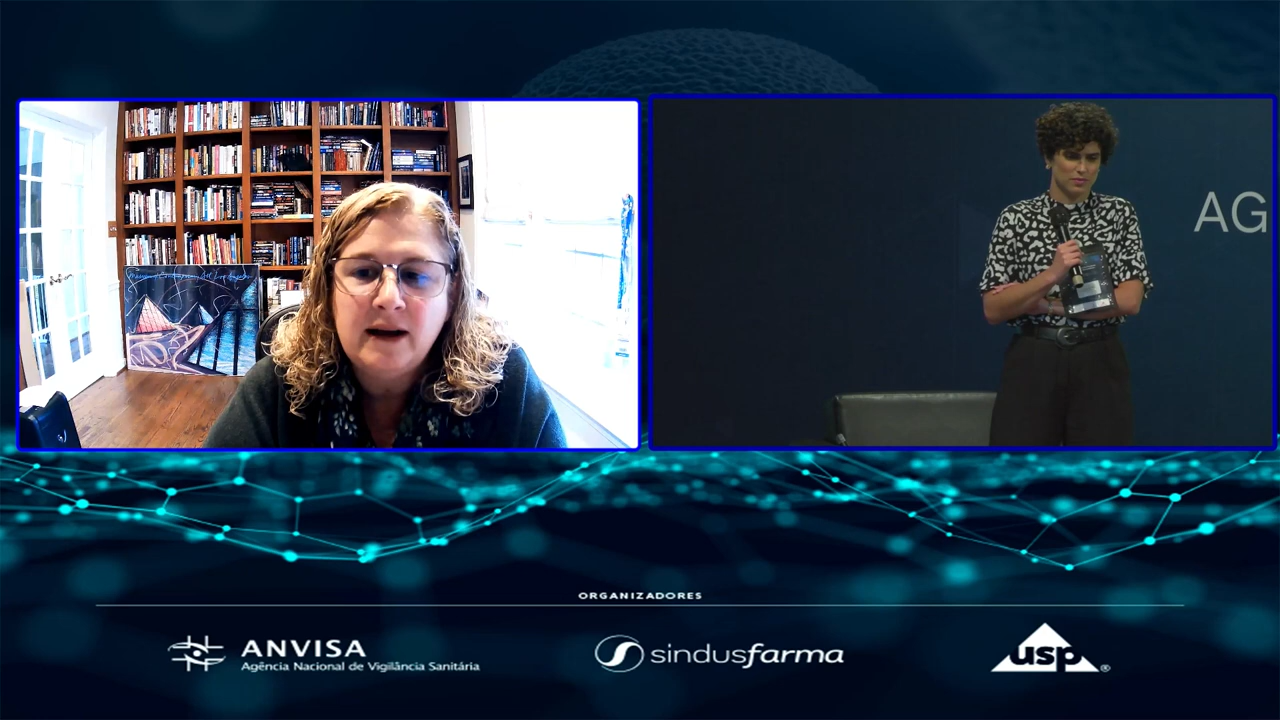 AG
ORGANIZADORES
ANVISA
Agência Nacional de Vigilância Sanitária
sindusfarma
usp®